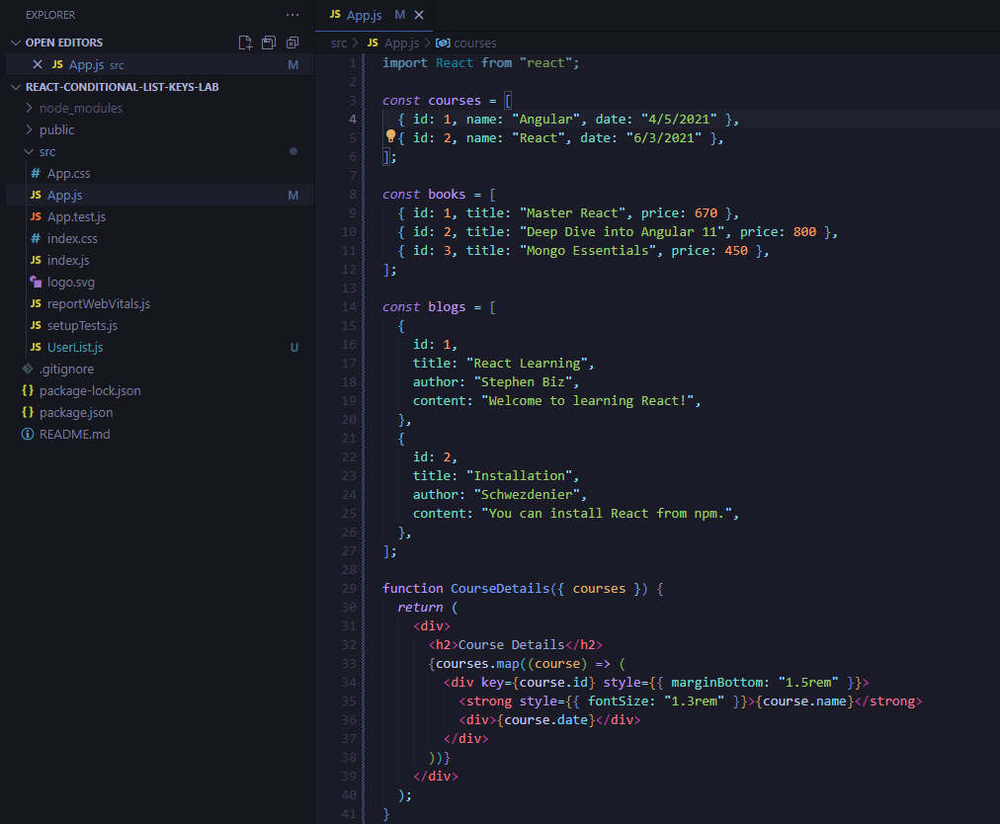 EXPLORER ...
OPEN EDITORS
JS App.js src M
REACT-CONDITIONAL-LIST-KEYS-LAB
node_modules
public
src
# App.css
JS App.js M
JS App.test.js
# index.css
JS index.js
logo.svg
JS reportWebVitals.js
JS setupTests.js
JS UserList.js U
.gitignore
{} package-lock.json
{} package.json
README.md
JS App.js M
src > JS App.js > courses
1 import React from "react";
2
3 const courses = [
4   { id: 1, name: "Angular", date: "4/5/2021" },
5   { id: 2, name: "React", date: "6/3/2021" },
6 ];
7
8 const books = [
9   { id: 1, title: "Master React", price: 670 },
10   { id: 2, title: "Deep Dive into Angular 11", price: 800 },
11   { id: 3, title: "Mongo Essentials", price: 450 },
12 ];
13
14 const blogs = [
15   {
16     id: 1,
17     title: "React Learning",
18     author: "Stephen Biz",
19     content: "Welcome to learning React!",
20   },
21   {
22     id: 2,
23     title: "Installation",
24     author: "Schwezdenier",
25     content: "You can install React from npm.",
26   },
27 ];
28
29 function CourseDetails({ courses }) {
30   return (
31     <div>
32       <h2>Course Details</h2>
33       {courses.map((course) => (
34         <div key={course.id} style={{ marginBottom: "1.5rem" }}>
35           <strong style={{ fontSize: "1.3rem" }}>{course.name}</strong>
36           <div>{course.date}</div>
37         </div>
38       ))}
39     </div>
40   );
41 }